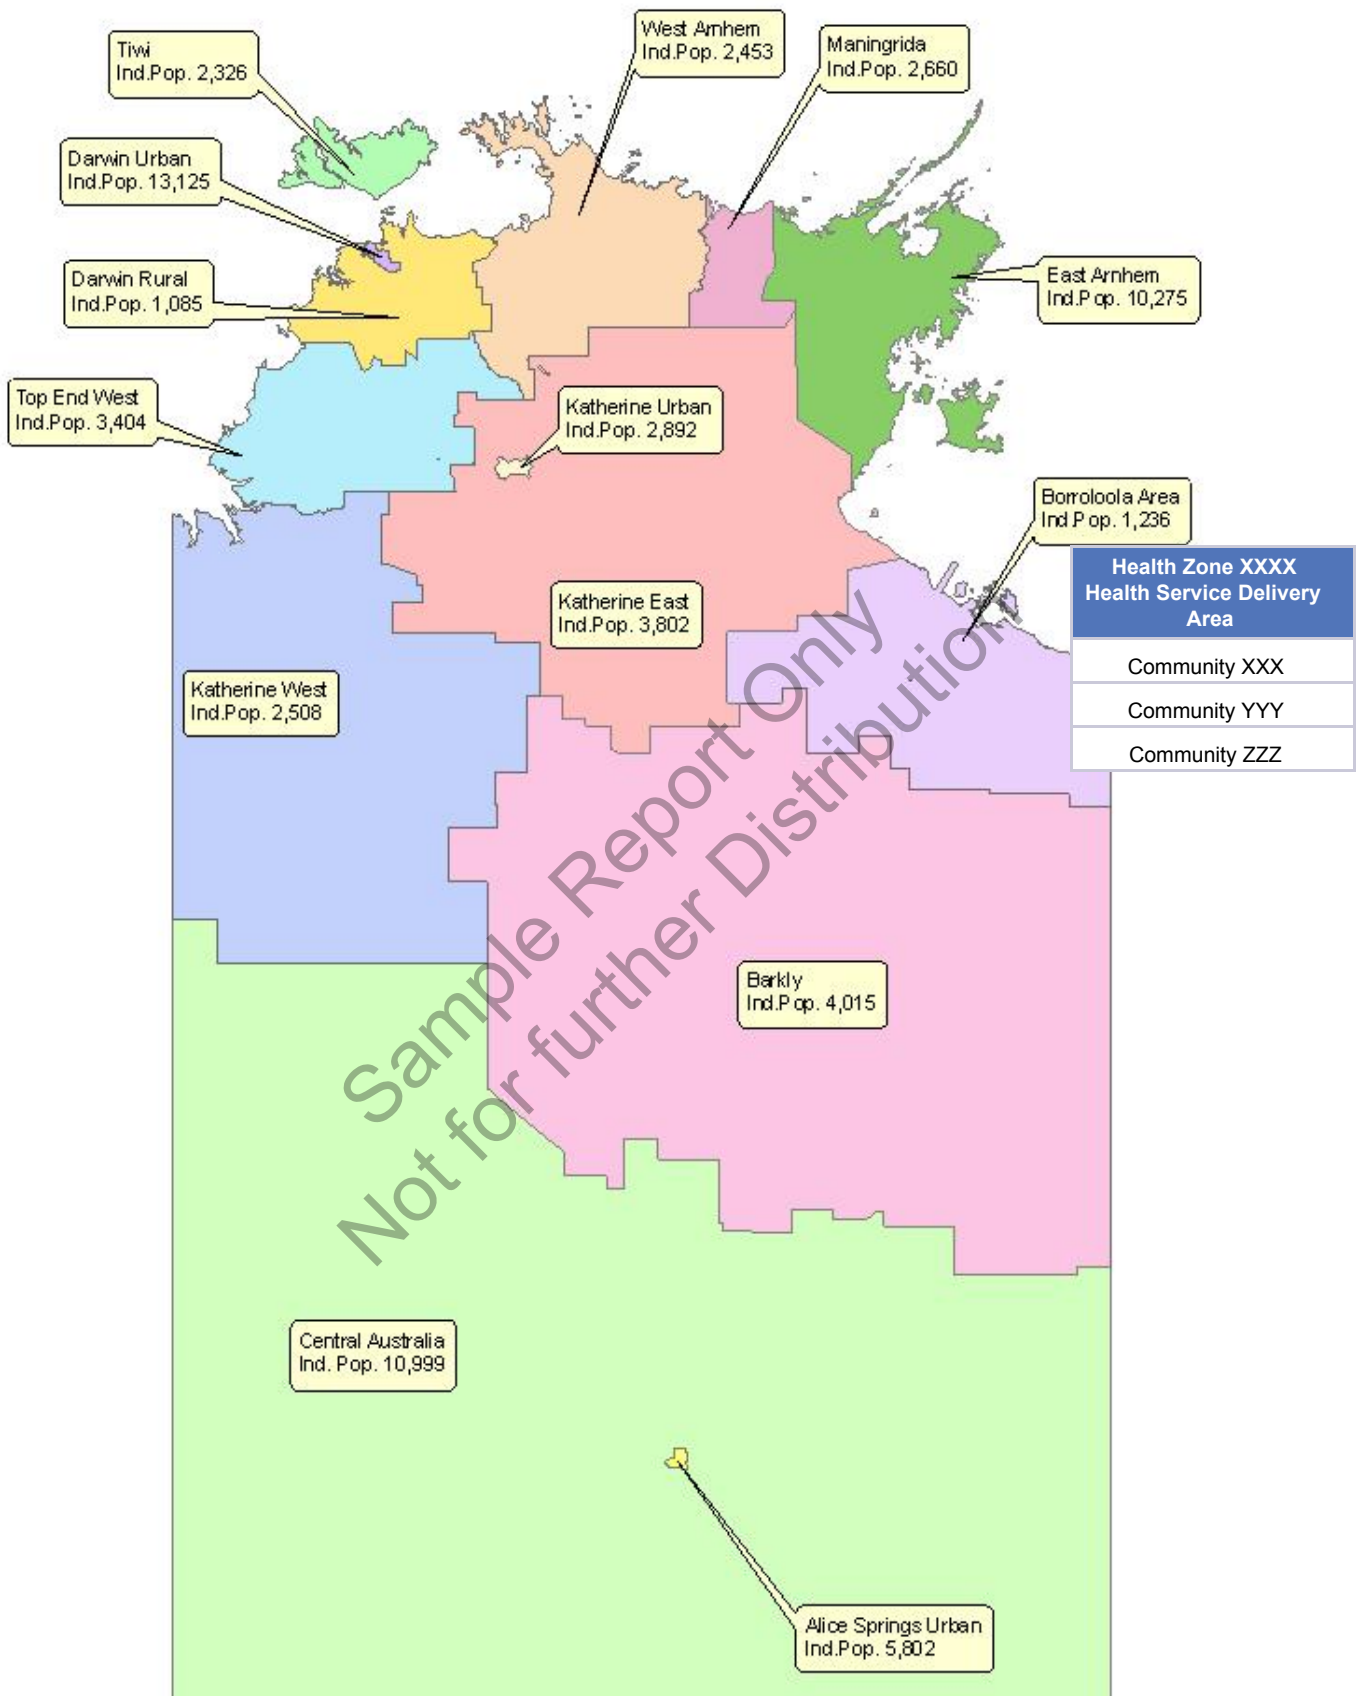 West Arnhem
Ind.Pop. 2,453
Tiwi
Ind.Pop. 2,326
Maningrida
Ind.Pop. 2,660
Darwin Urban
Ind.Pop. 13,125
Darwin Rural
Ind.Pop. 1,085
East Arnhem
Ind.Pop. 10,275
Top End West
Ind.Pop. 3,404
Katherine Urban
Ind.Pop. 2,892
Borroloola Area
Ind.Pop. 1,236
Health Zone XXXX
Health Service Delivery
Area
Community XXX
Community YYY
Community ZZZ
Katherine East
Ind.Pop. 3,802
Katherine West
Ind.Pop. 2,508
Barkly
Ind.Pop. 4,015
Sample Report Only
Not for further Distribution
Central Australia
Ind. Pop. 10,999
Alice Springs Urban
Ind.Pop. 5,802